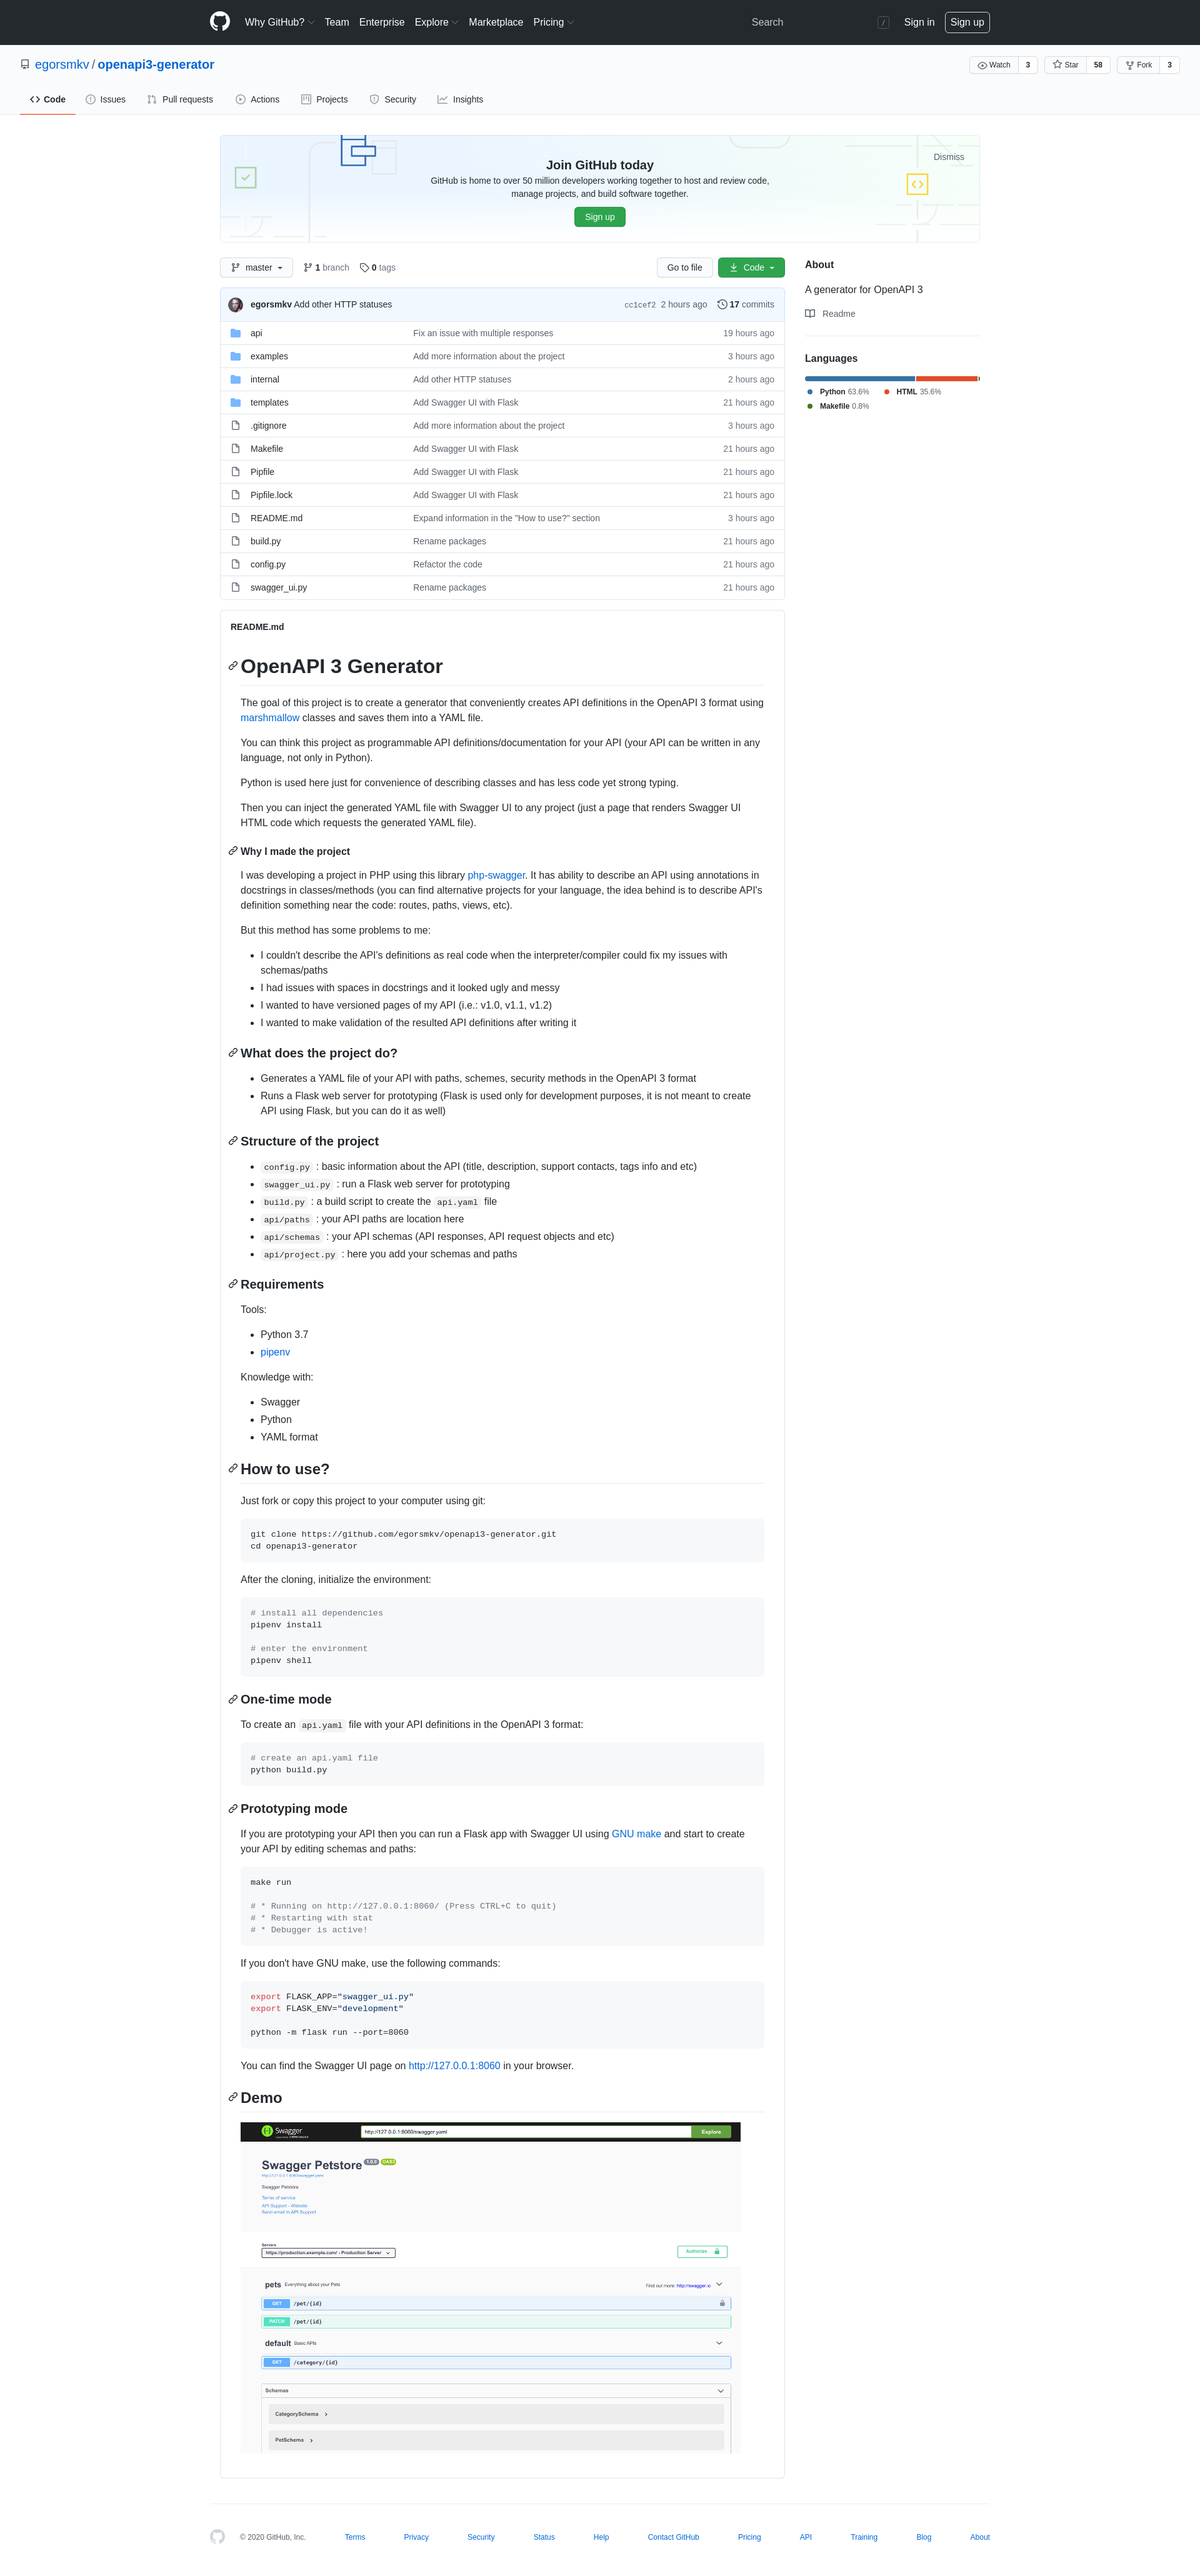 Why GitHub? Team Enterprise Explore Marketplace Pricing Search / Sign in Sign up
egorsmkv / openapi3-generator Watch 3 Star 58 Fork 3
Code Issues Pull requests Actions Projects Security Insights
Dismiss
Join GitHub today
GitHub is home to over 50 million developers working together to host and review code,
manage projects, and build software together.
Sign up
master 1 branch 0 tags Go to file Code
egorsmkv Add other HTTP statuses cc1cef2 2 hours ago 17 commits
api Fix an issue with multiple responses 19 hours ago
examples Add more information about the project 3 hours ago
internal Add other HTTP statuses 2 hours ago
templates Add Swagger UI with Flask 21 hours ago
.gitignore Add more information about the project 3 hours ago
Makefile Add Swagger UI with Flask 21 hours ago
Pipfile Add Swagger UI with Flask 21 hours ago
Pipfile.lock Add Swagger UI with Flask 21 hours ago
README.md Expand information in the "How to use?" section 3 hours ago
build.py Rename packages 21 hours ago
config.py Refactor the code 21 hours ago
swagger_ui.py Rename packages 21 hours ago
About
A generator for OpenAPI 3
Readme
Languages
Python 63.6% HTML 35.6%
Makefile 0.8%
README.md
OpenAPI 3 Generator
The goal of this project is to create a generator that conveniently creates API definitions in the OpenAPI 3 format using
marshmallow classes and saves them into a YAML file.
You can think this project as programmable API definitions/documentation for your API (your API can be written in any
language, not only in Python).
Python is used here just for convenience of describing classes and has less code yet strong typing.
Then you can inject the generated YAML file with Swagger UI to any project (just a page that renders Swagger UI
HTML code which requests the generated YAML file).
Why I made the project
I was developing a project in PHP using this library php-swagger. It has ability to describe an API using annotations in
docstrings in classes/methods (you can find alternative projects for your language, the idea behind is to describe API's
definition something near the code: routes, paths, views, etc).
But this method has some problems to me:
• I couldn't describe the API's definitions as real code when the interpreter/compiler could fix my issues with
schemas/paths
• I had issues with spaces in docstrings and it looked ugly and messy
• I wanted to have versioned pages of my API (i.e.: v1.0, v1.1, v1.2)
• I wanted to make validation of the resulted API definitions after writing it
What does the project do?
• Generates a YAML file of your API with paths, schemes, security methods in the OpenAPI 3 format
• Runs a Flask web server for prototyping (Flask is used only for development purposes, it is not meant to create
API using Flask, but you can do it as well)
Structure of the project
• config.py : basic information about the API (title, description, support contacts, tags info and etc)
• swagger_ui.py : run a Flask web server for prototyping
• build.py : a build script to create the api.yaml file
• api/paths : your API paths are location here
• api/schemas : your API schemas (API responses, API request objects and etc)
• api/project.py : here you add your schemas and paths
Requirements
Tools:
• Python 3.7
• pipenv
Knowledge with:
• Swagger
• Python
• YAML format
How to use?
Just fork or copy this project to your computer using git:
git clone https://github.com/egorsmkv/openapi3-generator.git
cd openapi3-generator
After the cloning, initialize the environment:
# install all dependencies
pipenv install
# enter the environment
pipenv shell
One-time mode
To create an api.yaml file with your API definitions in the OpenAPI 3 format:
# create an api.yaml file
python build.py
Prototyping mode
If you are prototyping your API then you can run a Flask app with Swagger UI using GNU make and start to create
your API by editing schemas and paths:
make run
# * Running on http://127.0.0.1:8060/ (Press CTRL+C to quit)
# * Restarting with stat
# * Debugger is active!
If you don't have GNU make, use the following commands:
export FLASK_APP="swagger_ui.py"
export FLASK_ENV="development"
python -m flask run --port=8060
You can find the Swagger UI page on http://127.0.0.1:8060 in your browser.
Demo
Swagger http://127.0.0.1:8060/swagger.yaml Explore
Swagger Petstore 1.0.0 OAS3
http://127.0.0.1:8060/swagger.yaml
Swagger Petstore
Terms of service
API Support - Website
Send email to API Support
Servers
https://production.example.com/ - Production Server Authorize
pets Everything about your Pets Find out more: http://swagger.io
GET /pet/{id}
PATCH /pet/{id}
default Basic APIs
GET /category/{id}
Schemas
CategorySchema
PetSchema
© 2020 GitHub, Inc. Terms Privacy Security Status Help Contact GitHub Pricing API Training Blog About